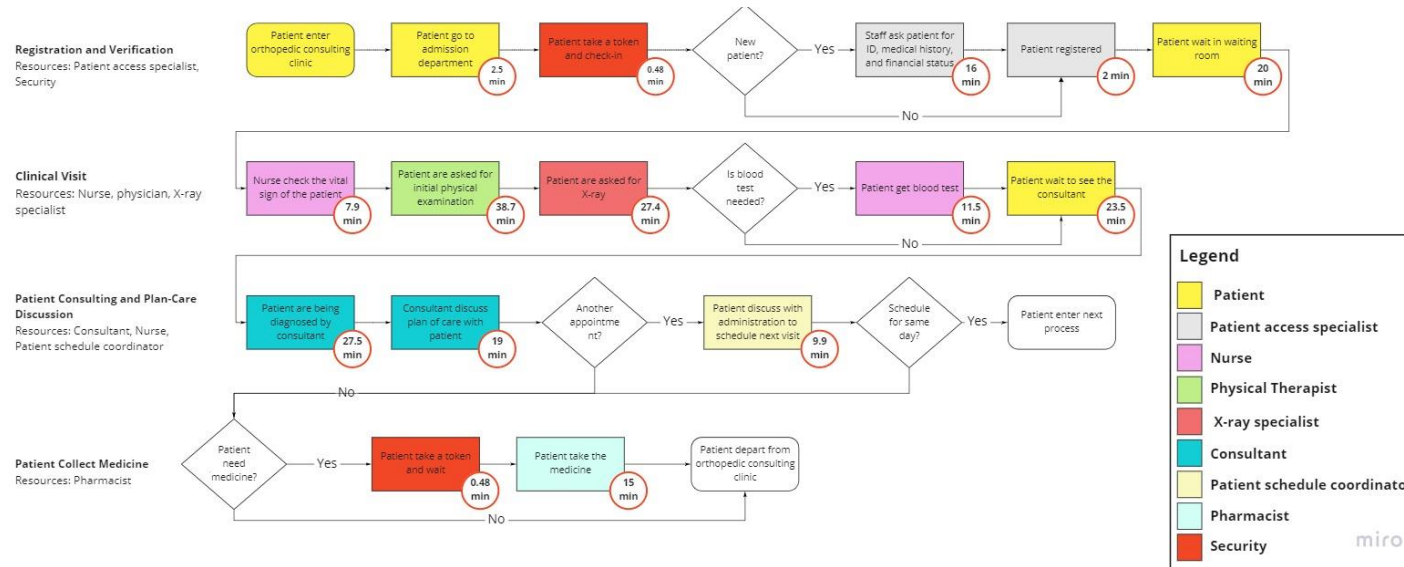 Registration and Verification
Resources: Patient access specialist,
Security
Patient enter
orthopedic consulting
clinic
Patient go to
admission
department
2.5
min
Patient take a token
and check-in
0.48
min
New
patient?
Yes
No
Staff ask patient for
ID, medical history,
and financial status
16
min
Patient registered
2 min
Patient wait in waiting
room
20
min
Clinical Visit
Resources: Nurse, physician, X-ray
specialist
Nurse check the vital
sign of the patient
7.9
min
Patient are asked for
initial physical
examination
38.7
min
Patient are asked for
X-ray
27.4
min
Is blood
test
needed?
Yes
No
Patient get blood test
11.5
min
Patient wait to see the
consultant
23.5
min
Patient Consulting and Plan-Care
Discussion
Resources: Consultant, Nurse,
Patient schedule coordinator
Patient are being
diagnosed by
consultant
27.5
min
Consultant discuss
plan of care with
patient
19
min
Another
appointme
nt?
Yes
No
Patient discuss with
administration to
schedule next visit
9.9
min
Schedule
for same
day?
Yes
Patient enter next
process
Patient Collect Medicine
Resources: Pharmacist
Patient
need
medicine?
Yes
No
Patient take a token
and wait
0.48
min
Patient take the
medicine
15
min
Patient depart from
orthopedic consulting
clinic
Legend
Patient
Patient access specialist
Nurse
Physical Therapist
X-ray specialist
Consultant
Patient schedule coordinato
Pharmacist
Security
miro